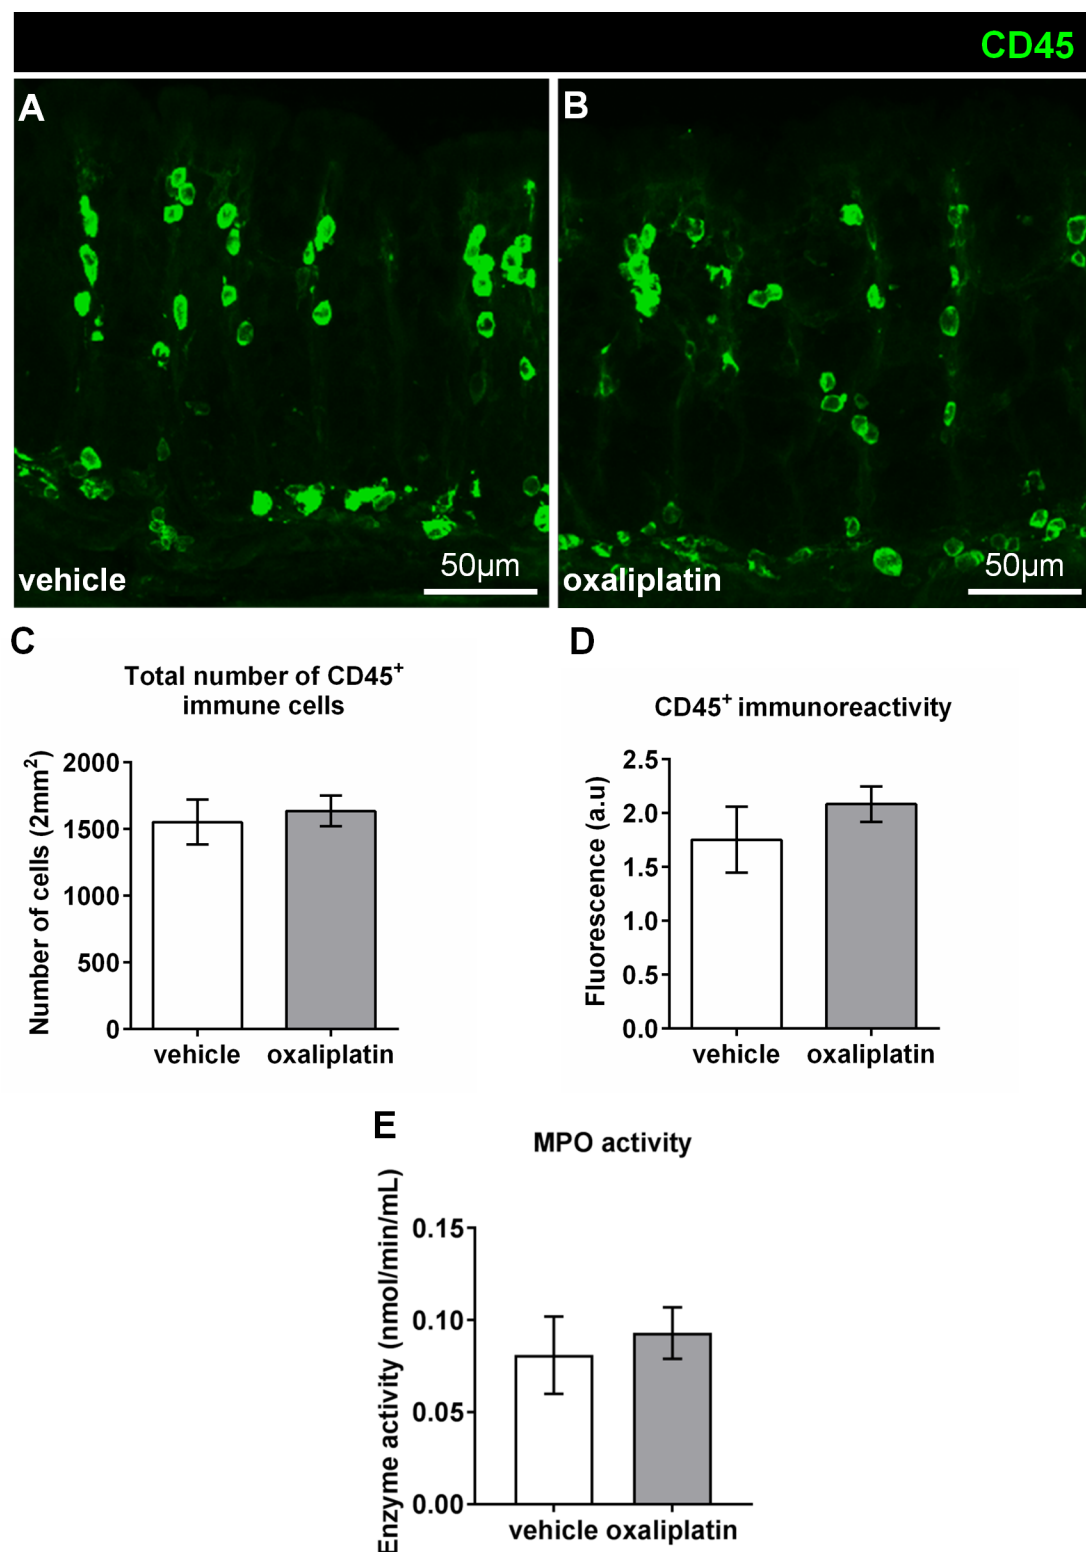 CD45
A
B
vehicle
50µm
oxaliplatin
50µm
C
Total number of CD45⁺
immune cells
Number of cells (2mm²)
2000
1500
1000
500
0
vehicle
oxaliplatin
D
CD45⁺ immunoreactivity
Fluorescence (a.u)
2.5
2.0
1.5
1.0
0.5
0.0
vehicle
oxaliplatin
E
MPO activity
Enzyme activity (nmol/min/mL)
0.15
0.10
0.05
0.00
vehicle oxaliplatin